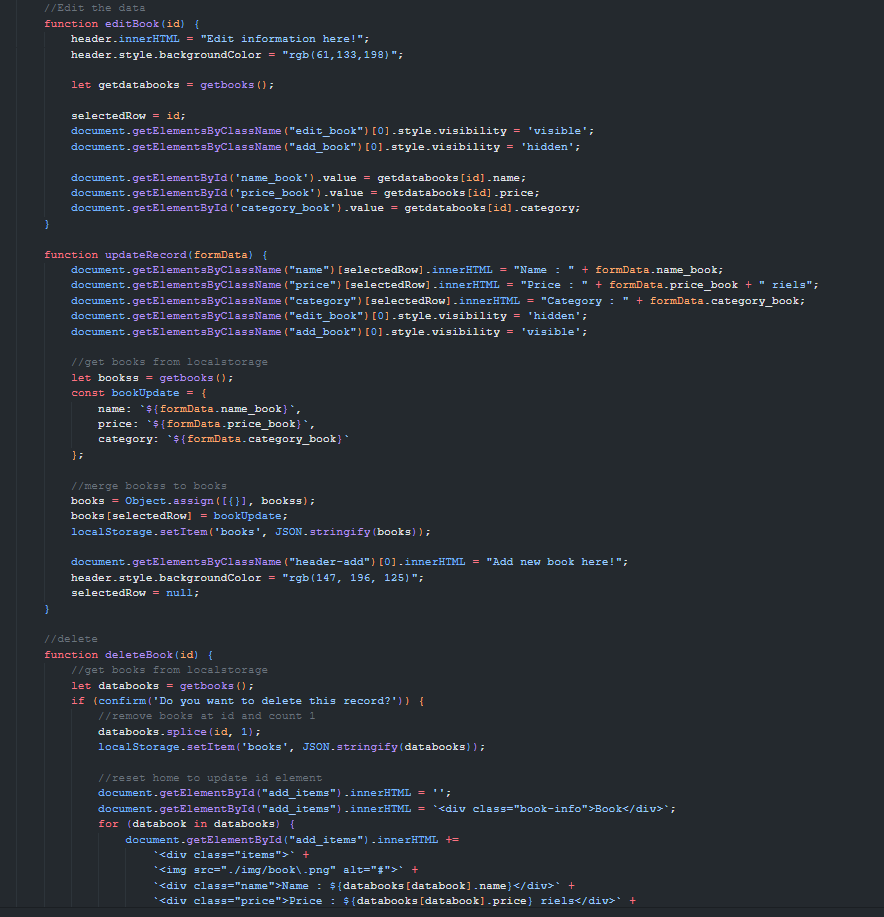 //Edit the data
function editBook(id) {
header.innerHTML = "Edit information here!";
header.style.backgroundColor = "rgb(61,133,198)";
let getdatabooks = getbooks();
selectedRow = id;
document.getElementsByClassName("edit_book")[0].style.visibility = 'visible';
document.getElementsByClassName("add_book")[0].style.visibility = 'hidden';
document.getElementById('name_book').value = getdatabooks[id].name;
document.getElementById('price_book').value = getdatabooks[id].price;
document.getElementById('category_book').value = getdatabooks[id].category;
}
function updateRecord(formData) {
document.getElementsByClassName("name")[selectedRow].innerHTML = "Name : " + formData.name_book;
document.getElementsByClassName("price")[selectedRow].innerHTML = "Price : " + formData.price_book + " riels";
document.getElementsByClassName("category")[selectedRow].innerHTML = "Category : " + formData.category_book;
document.getElementsByClassName("edit_book")[0].style.visibility = 'hidden';
document.getElementsByClassName("add_book")[0].style.visibility = 'visible';
//get books from localstorage
let bookss = getbooks();
const bookUpdate = {
name: `${formData.name_book}`,
price: `${formData.price_book}`,
category: `${formData.category_book}`
};
//merge bookss to books
books = Object.assign([{}], bookss);
books[selectedRow] = bookUpdate;
localStorage.setItem('books', JSON.stringify(books));
document.getElementsByClassName("header-add")[0].innerHTML = "Add new book here!";
header.style.backgroundColor = "rgb(147, 196, 125)";
selectedRow = null;
}
//delete
function deleteBook(id) {
//get books from localstorage
let databooks = getbooks();
if (confirm('Do you want to delete this record?')) {
//remove books at id and count 1
databooks.splice(id, 1);
localStorage.setItem('books', JSON.stringify(databooks));
//reset home to update id element
document.getElementById("add_items").innerHTML = '';
document.getElementById("add_items").innerHTML = `<div class="book-info">Book</div>`;
for (databook in databooks) {
document.getElementById("add_items").innerHTML +=
`<div class="items">` +
`<img src="./img/book\.png" alt="#">` +
`<div class="name">Name : ${databooks[databook].name}</div>` +
`<div class="price">Price : ${databooks[databook].price} riels</div>` +